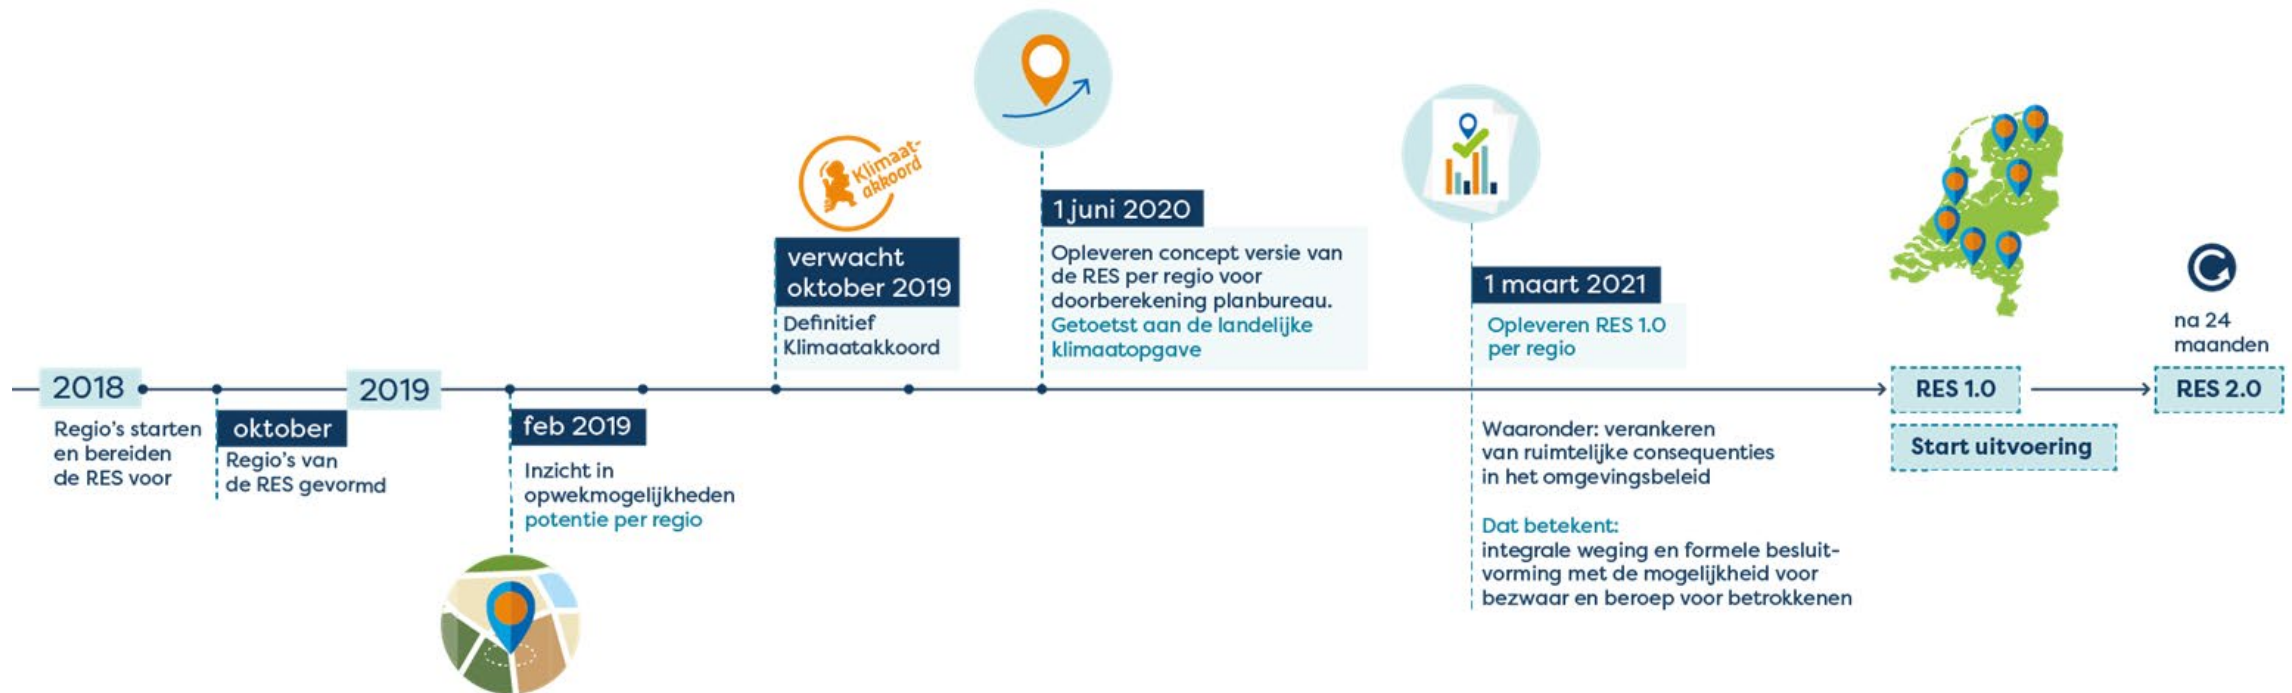 2018
Regio's starten
en bereiden
de RES voor
oktober
Regio's van
de RES gevormd
2019
feb 2019
Inzicht in
opwekmogelijkheden
potentie per regio
Klimaat-
akkoord
verwacht
oktober 2019
Definitief
Klimaatakkoord
1 juni 2020
Opleveren concept versie van
de RES per regio voor
doorberekening planbureau.
Getoetst aan de landelijke
klimaatopgave
1 maart 2021
Opleveren RES 1.0
per regio
Waaronder: verankeren
van ruimtelijke consequenties
in het omgevingsbeleid
Dat betekent:
integrale weging en formele besluit-
vorming met de mogelijkheid voor
bezwaar en beroep voor betrokkenen
RES 1.0
Start uitvoering
na 24
maanden
RES 2.0